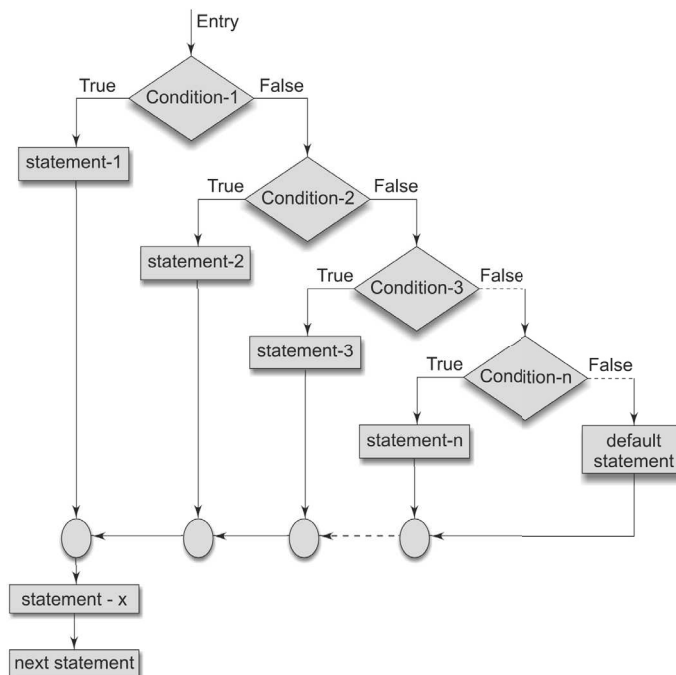 Entry
True
Condition-1
False
statement-1
True
Condition-2
False
statement-2
True
Condition-3
False
statement-3
True
Condition-n
False
statement-n
default
statement
statement - x
next statement